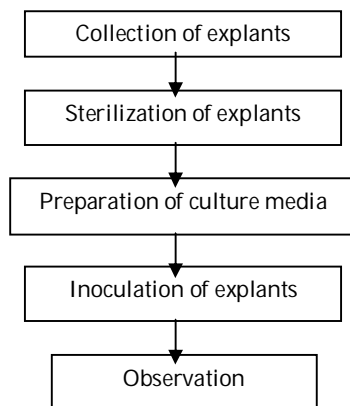 Collection of explants
Sterilization of explants
Preparation of culture media
Inoculation of explants
Observation